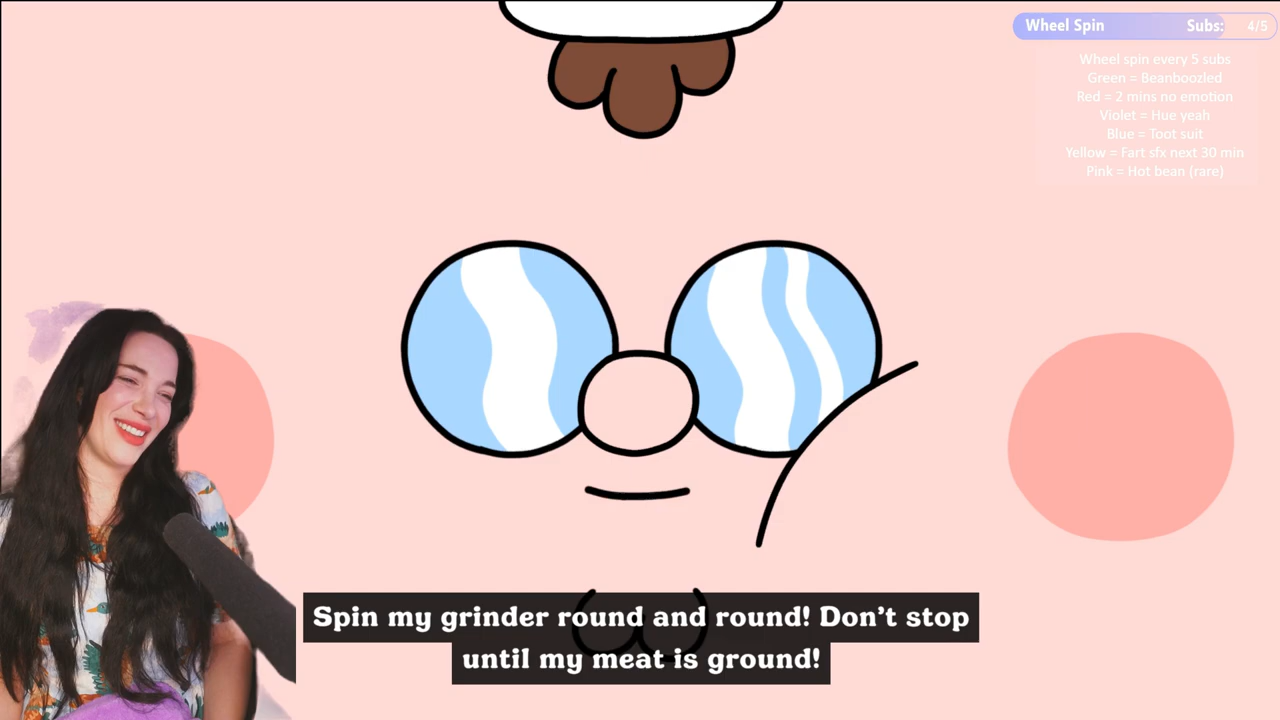 Wheel Spin Subs: 4/5
Wheel spin every 5 subs
Green = Beanboozled
Red = 2 mins no emotion
Violet = Hue yeah
Blue = Toot suit
Yellow = Fart sfx next 30 min
Pink = Hot bean (rare)
Spin my grinder round and round! Don’t stop
until my meat is ground!